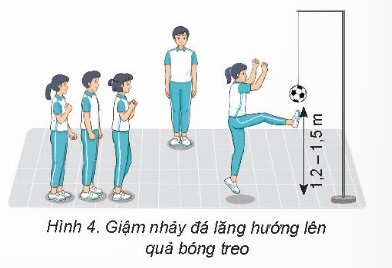 1,2 – 1,5 m
Hình 4. Giậm nhảy đá lăng hướng lên
quả bóng treo